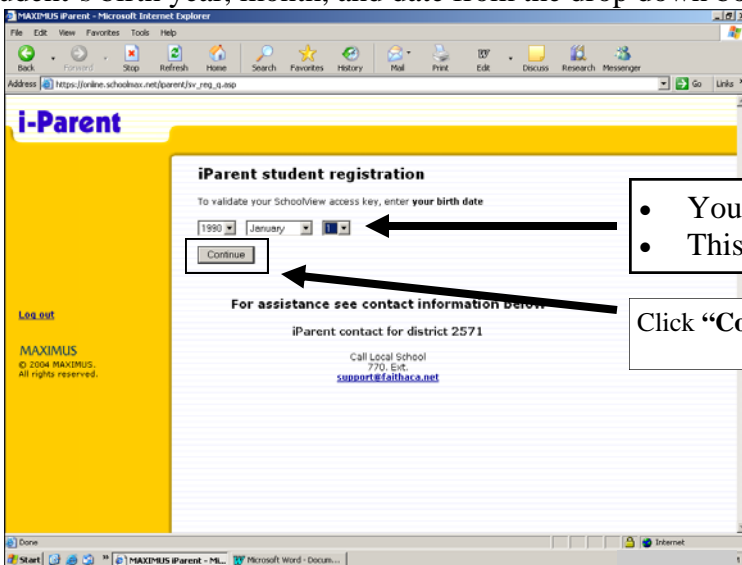 udent's birth year, month, and date from the drop down bo
MAXIMUS iParent - Microsoft Internet Explorer
File Edit View Favorites Tools Help
Back Forward Stop Refresh Home Search Favorites History Mail Print Edit Discuss Research Messenger
Address https://online.schoolmax.net/iparent/sv_reg_q.asp Go Links
i-Parent
iParent student registration
To validate your SchoolView access key, enter your birth date
1990 January 1
• You
• This
Continue
For assistance see contact information below
Click “Co
iParent contact for district 2571
Log out
Call Local School
770. Ext.
support@faithaca.net
MAXIMUS
© 2004 MAXIMUS.
All rights reserved.
Done Internet
Start MAXIMUS iParent - Mi... Microsoft Word - Docum...